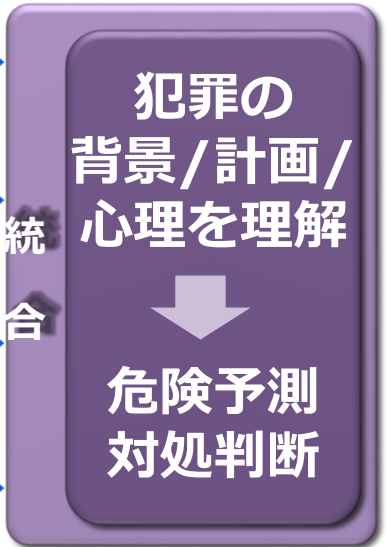 統合
犯罪の
背景/計画/
心理を理解
危険予測
対処判断